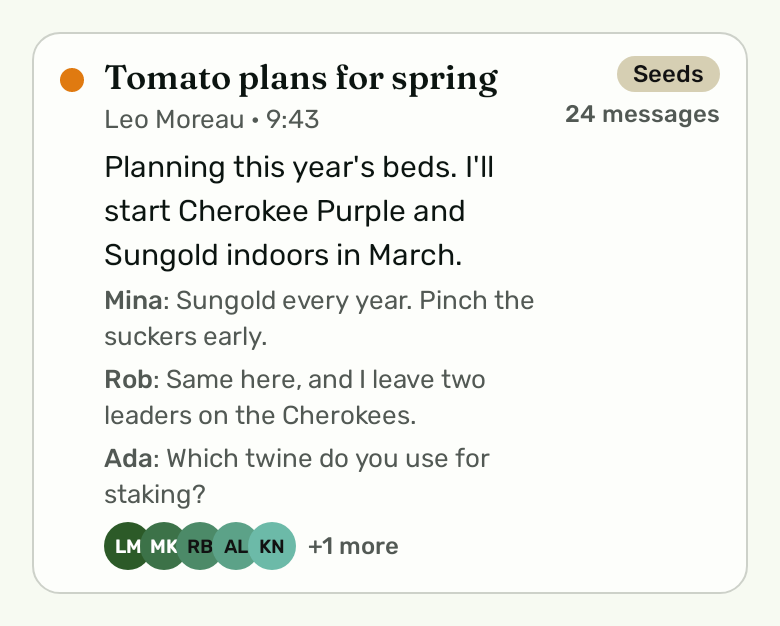 Tomato plans for spring
Seeds
Leo Moreau • 9:43
24 messages
Planning this year's beds. I'll
start Cherokee Purple and
Sungold indoors in March.
Mina: Sungold every year. Pinch the
suckers early.
Rob: Same here, and I leave two
leaders on the Cherokees.
Ada: Which twine do you use for
staking?
LM MK RB AL KN +1 more